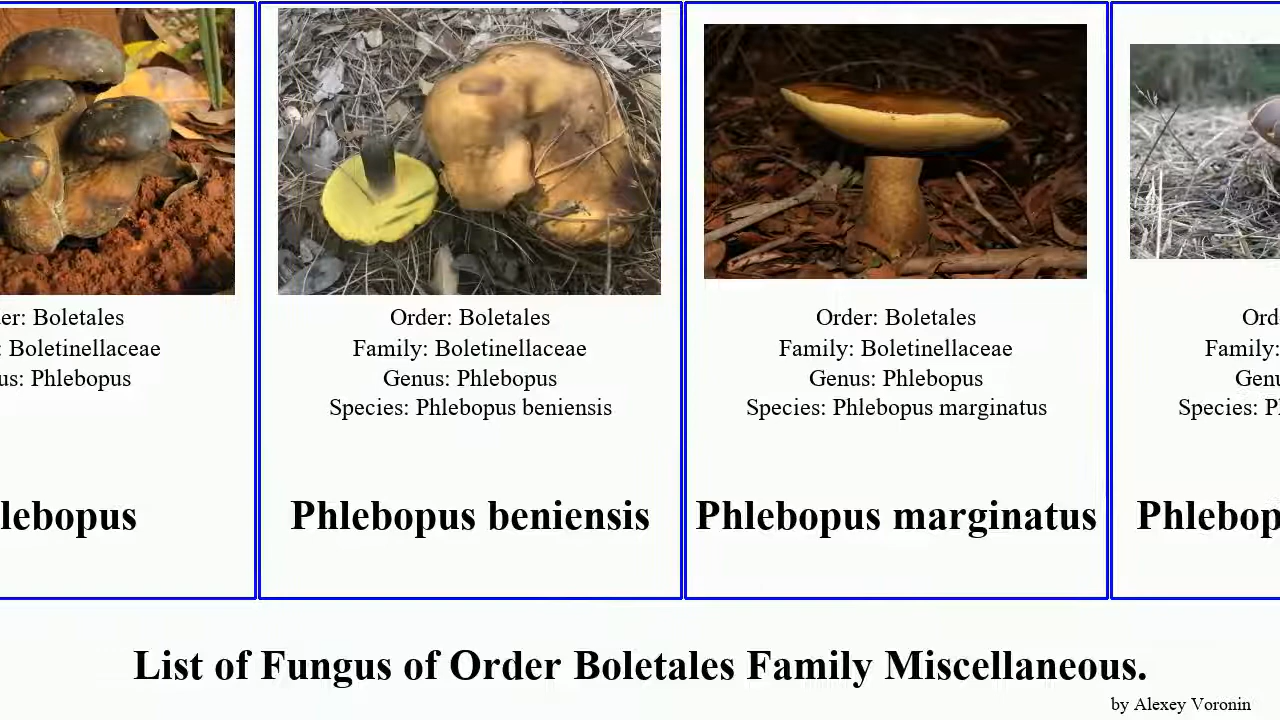 er: Boletales
: Boletinellaceae
us: Phlebopus
lebopus
Order: Boletales
Family: Boletinellaceae
Genus: Phlebopus
Species: Phlebopus beniensis
Phlebopus beniensis
Order: Boletales
Family: Boletinellaceae
Genus: Phlebopus
Species: Phlebopus marginatus
Phlebopus marginatus
Ord
Family:
Genu
Species: P
Phlebop
List of Fungus of Order Boletales Family Miscellaneous.
by Alexey Voronin